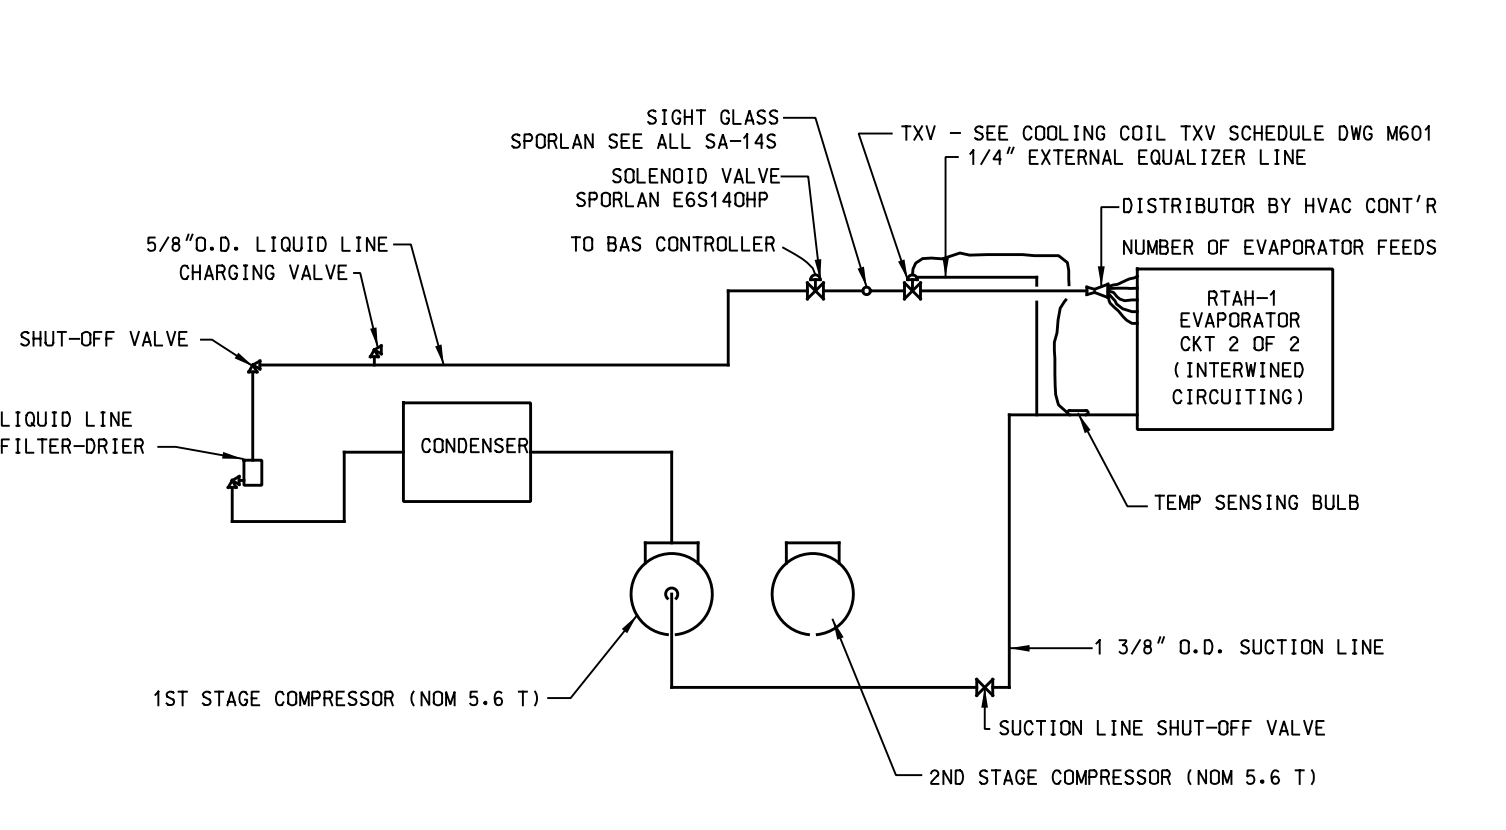 SIGHT GLASS
SPORLAN SEE ALL SA-14S
SOLENOID VALVE
SPORLAN E6S140HP
TO BAS CONTROLLER
TXV - SEE COOLING COIL TXV SCHEDULE DWG M601
1/4" EXTERNAL EQUALIZER LINE
DISTRIBUTOR BY HVAC CONT'R
NUMBER OF EVAPORATOR FEEDS
5/8"O.D. LIQUID LINE
CHARGING VALVE
SHUT-OFF VALVE
LIQUID LINE
FILTER-DRIER
CONDENSER
RTAH-1
EVAPORATOR
CKT 2 OF 2
(INTERWINED
CIRCUITING)
TEMP SENSING BULB
1 3/8" O.D. SUCTION LINE
1ST STAGE COMPRESSOR (NOM 5.6 T)
SUCTION LINE SHUT-OFF VALVE
2ND STAGE COMPRESSOR (NOM 5.6 T)